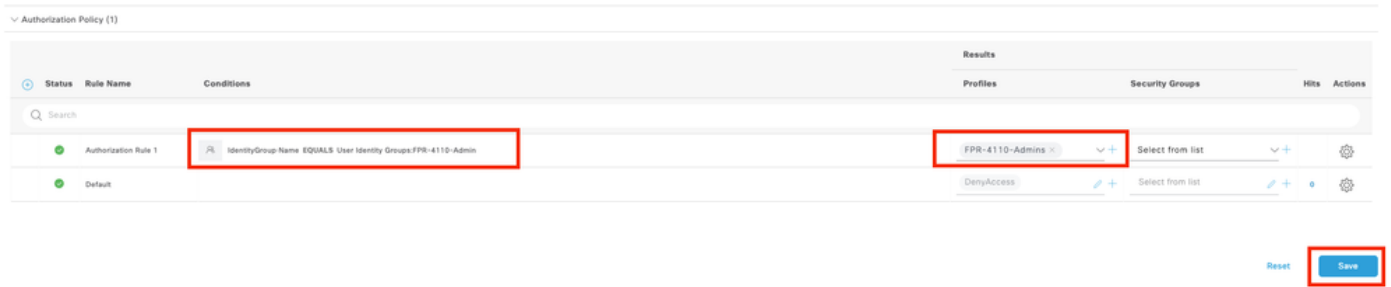 Authorization Policy (1)
Results
Status Rule Name Conditions Profiles Security Groups Hits Actions
Search
Authorization Rule 1 IdentityGroup·Name EQUALS User Identity Groups:FPR-4110-Admin FPR-4110-Admins × Select from list
Default DenyAccess Select from list 0
Reset Save